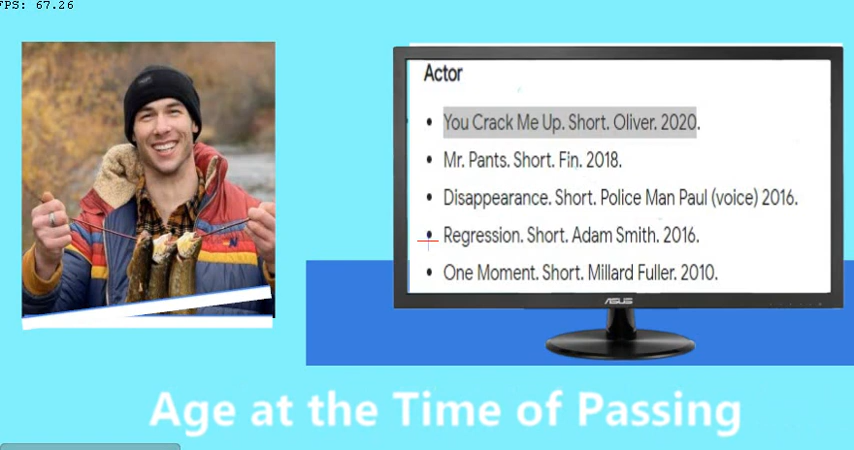 FPS: 67.26
Actor
• You Crack Me Up. Short. Oliver. 2020.
• Mr. Pants. Short. Fin. 2018.
• Disappearance. Short. Police Man Paul (voice) 2016.
• Regression. Short. Adam Smith. 2016.
• One Moment. Short. Millard Fuller. 2010.
ASUS
Age at the Time of Passing